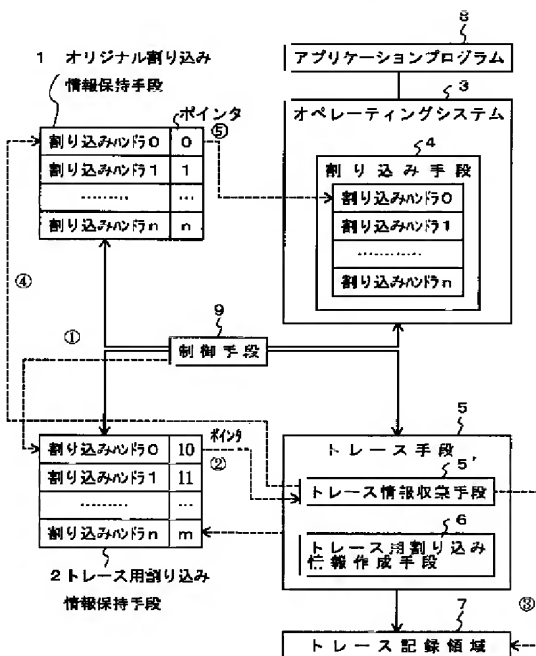 1 オリジナル割り込み
情報保持手段
ポインタ
割り込みハンドラ0 0
割り込みハンドラ1 1
……… …
割り込みハンドラn n
⑤
8
アプリケーションプログラム
3
オペレーティングシステム
4
割り込み手段
割り込みハンドラ0
割り込みハンドラ1
…………
割り込みハンドラn
④
①
9
制御手段
割り込みハンドラ0 10
割り込みハンドラ1 11
……… …
割り込みハンドラn m
ポインタ
②
2 トレース用割り込み
情報保持手段
5
トレース手段
5'
トレース情報収集手段
6
トレース用割り込み
情報作成手段
③
7
トレース記録領域